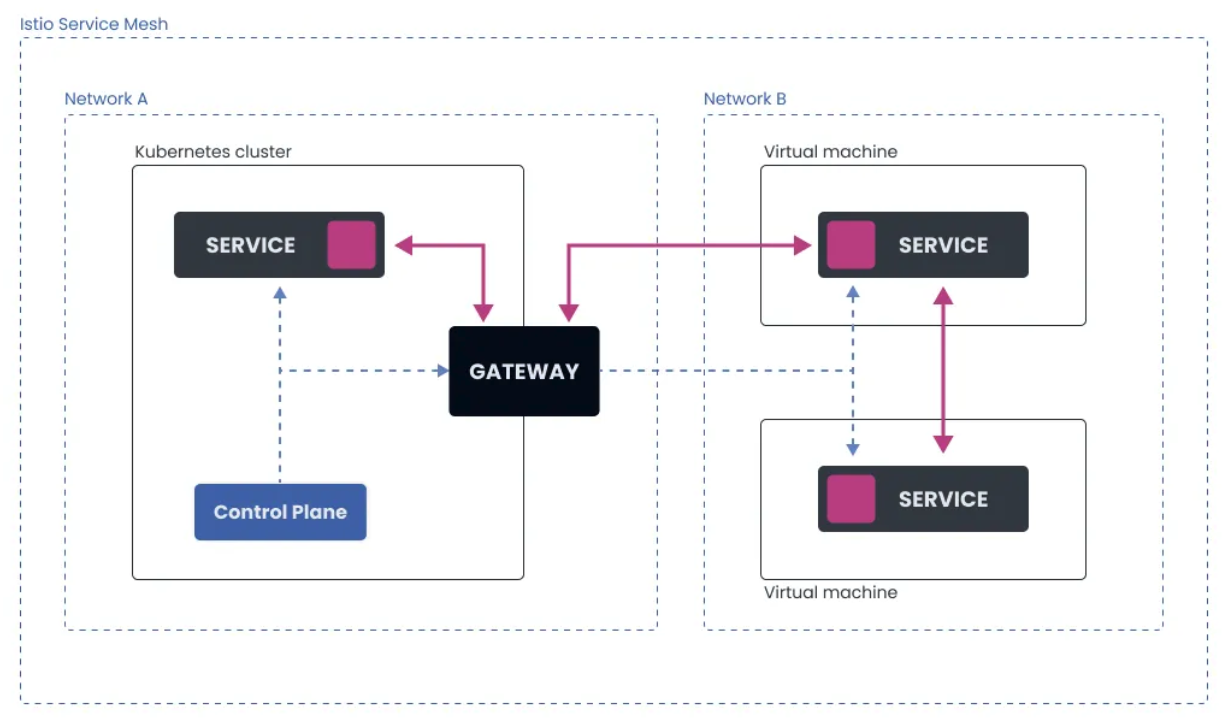 Istio Service Mesh
Network A
Network B
Kubernetes cluster
Virtual machine
SERVICE
SERVICE
GATEWAY
Control Plane
SERVICE
Virtual machine